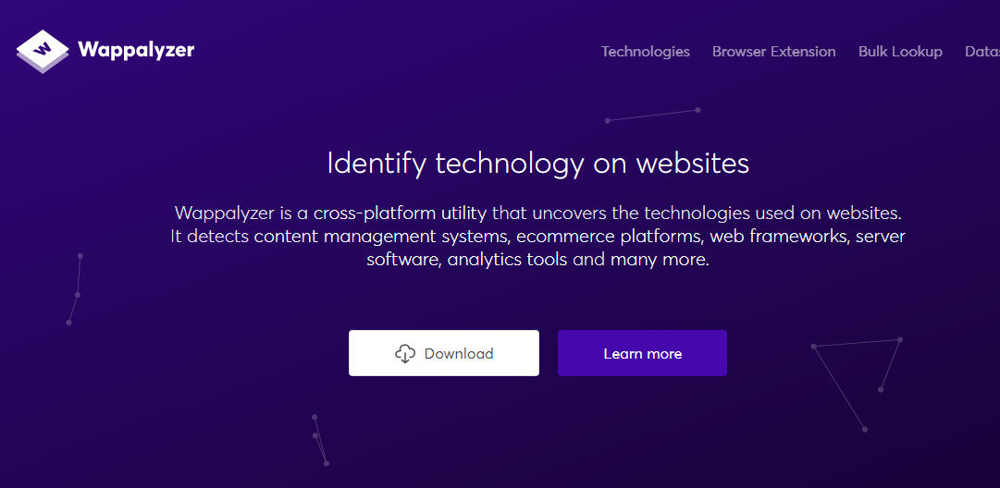 W
Wappalyzer
Technologies Browser Extension Bulk Lookup Datas
Identify technology on websites
Wappalyzer is a cross-platform utility that uncovers the technologies used on websites.
It detects content management systems, ecommerce platforms, web frameworks, server
software, analytics tools and many more.
Download Learn more